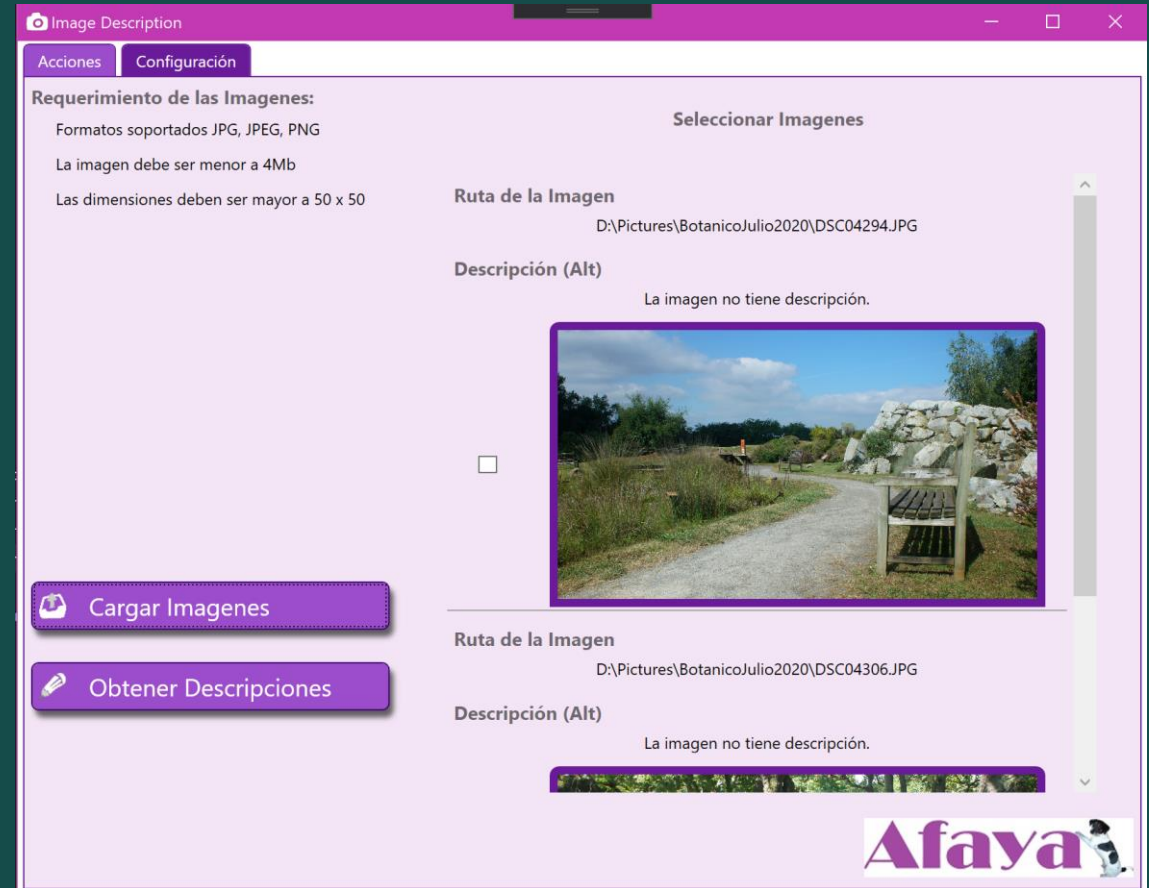 Image Description
Acciones
Configuración
Requerimiento de las Imagenes:
Formatos soportados JPG, JPEG, PNG
La imagen debe ser menor a 4Mb
Las dimensiones deben ser mayor a 50 x 50
Cargar Imagenes
Obtener Descripciones
Seleccionar Imagenes
Ruta de la Imagen
D:\Pictures\BotanicoJulio2020\DSC04294.JPG
Descripción (Alt)
La imagen no tiene descripción.
Ruta de la Imagen
D:\Pictures\BotanicoJulio2020\DSC04306.JPG
Descripción (Alt)
La imagen no tiene descripción.
Afaya